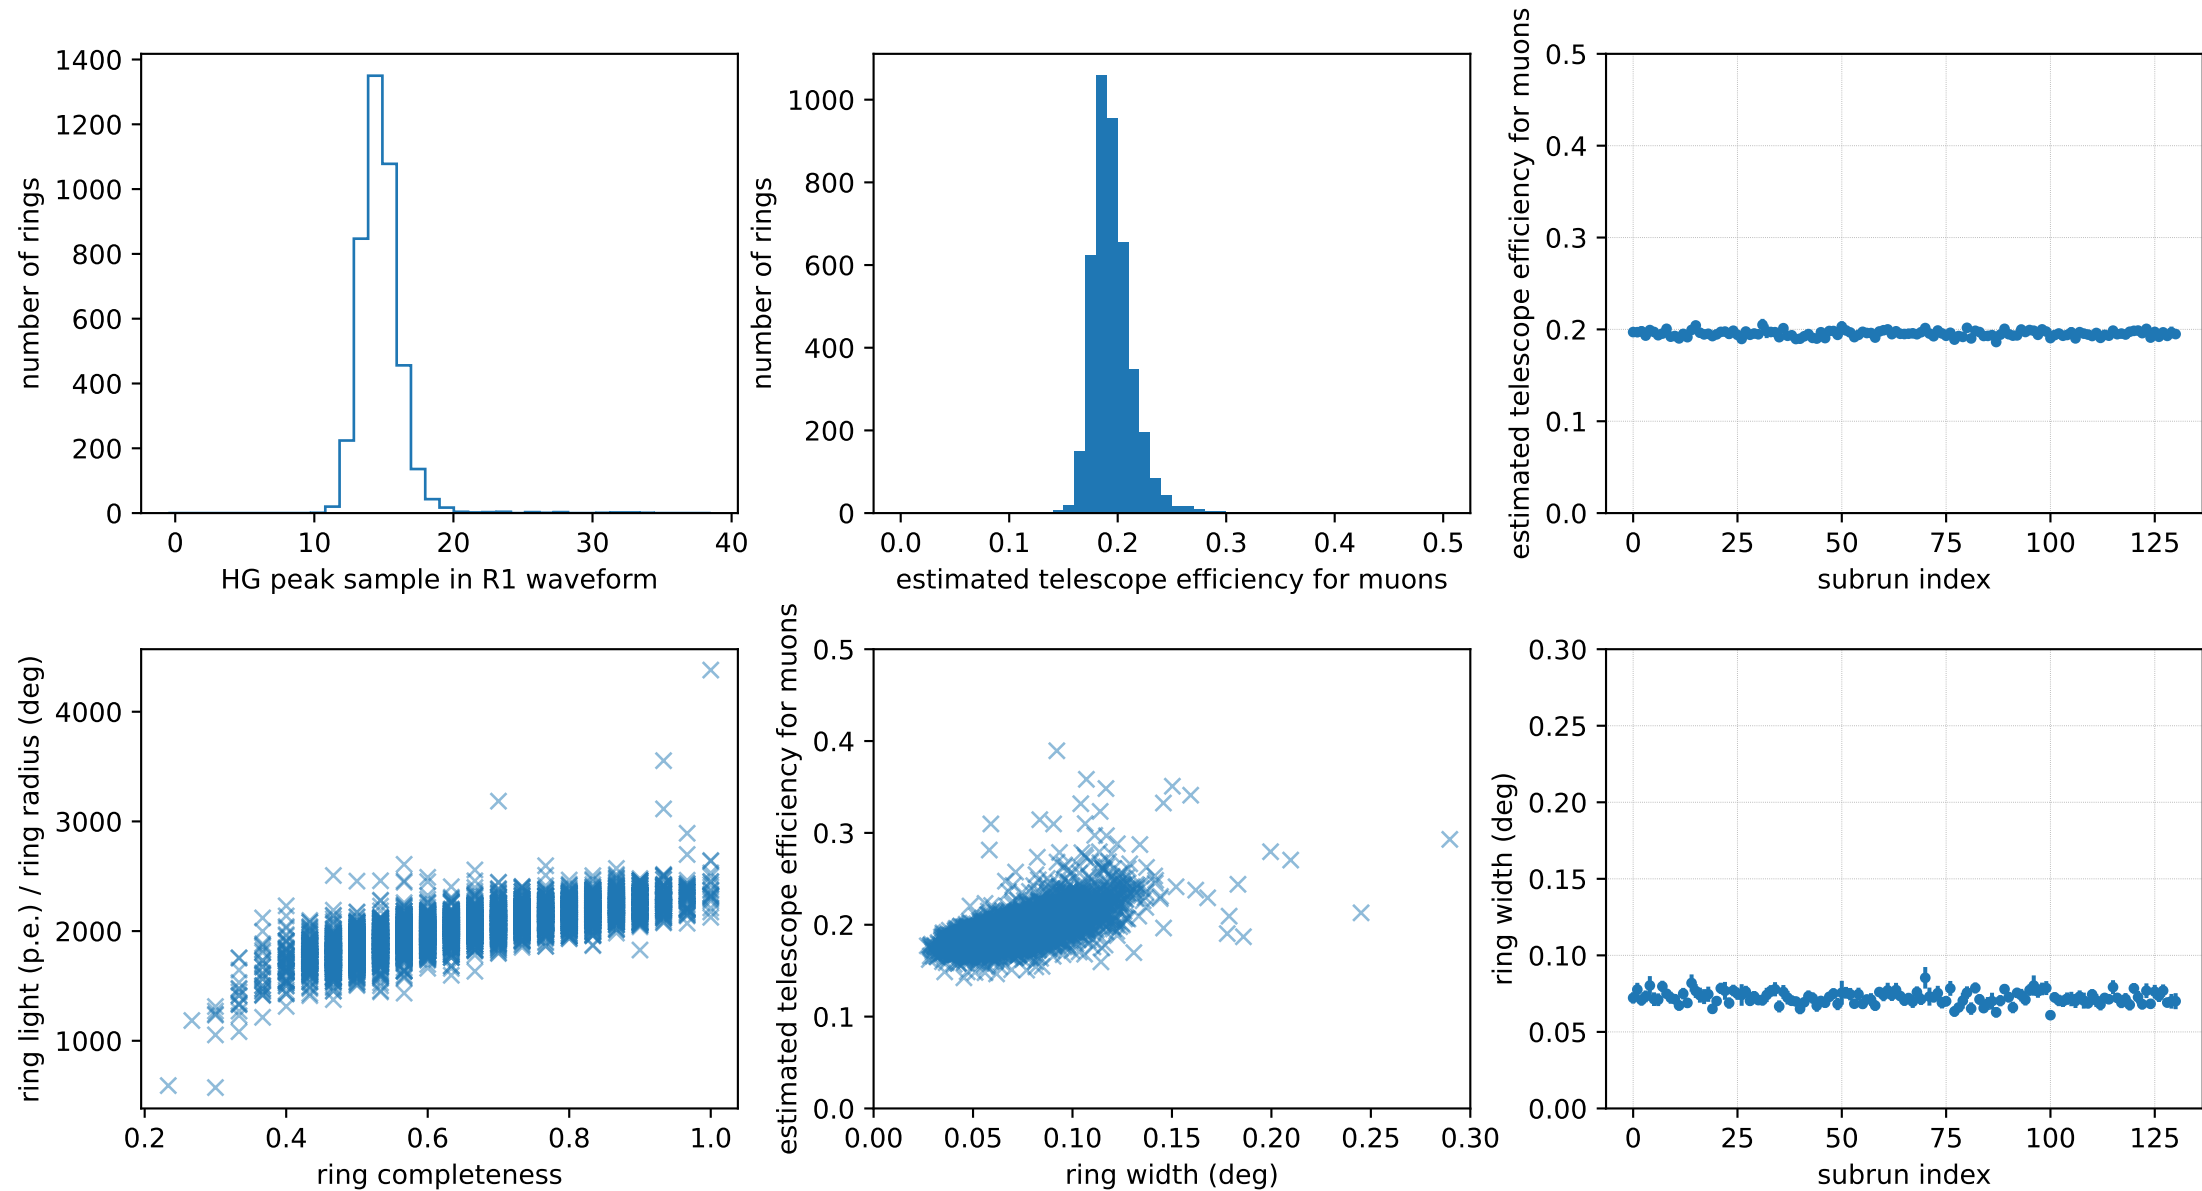 1400
1200
1000
800
600
400
200
0
number of rings
0 10 20 30 40
HG peak sample in R1 waveform
1000
800
600
400
200
0
number of rings
0.0 0.1 0.2 0.3 0.4 0.5
estimated telescope efficiency for muons
0.5
0.4
0.3
0.2
0.1
0.0
estimated telescope efficiency for muons
0 25 50 75 100 125
subrun index
4000
3000
2000
1000
ring light (p.e.) / ring radius (deg)
0.2 0.4 0.6 0.8 1.0
ring completeness
0.5
0.4
0.3
0.2
0.1
0.0
estimated telescope efficiency for muons
0.00 0.05 0.10 0.15 0.20 0.25 0.30
ring width (deg)
0.30
0.25
0.20
0.15
0.10
0.05
0.00
ring width (deg)
0 25 50 75 100 125
subrun index